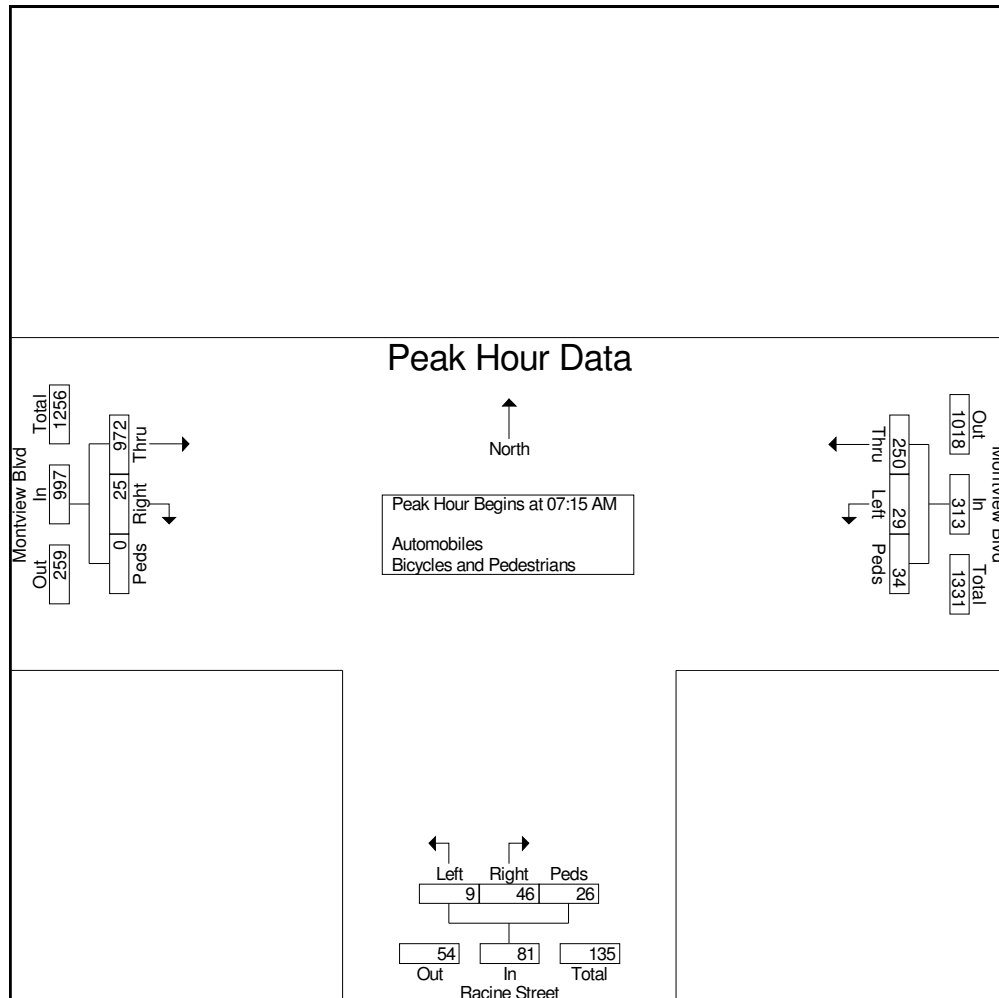 Peak Hour Data
North
Peak Hour Begins at 07:15 AM
Automobiles
Bicycles and Pedestrians
Montview Blvd
Out In Total
259 997 1256
Peds Right Thru
0 25 972
Montview Blvd
Out In Total
1018 313 1331
Thru Left Peds
250 29 34
Left Right Peds
9 46 26
54 81 135
Out In Total
Racine Street